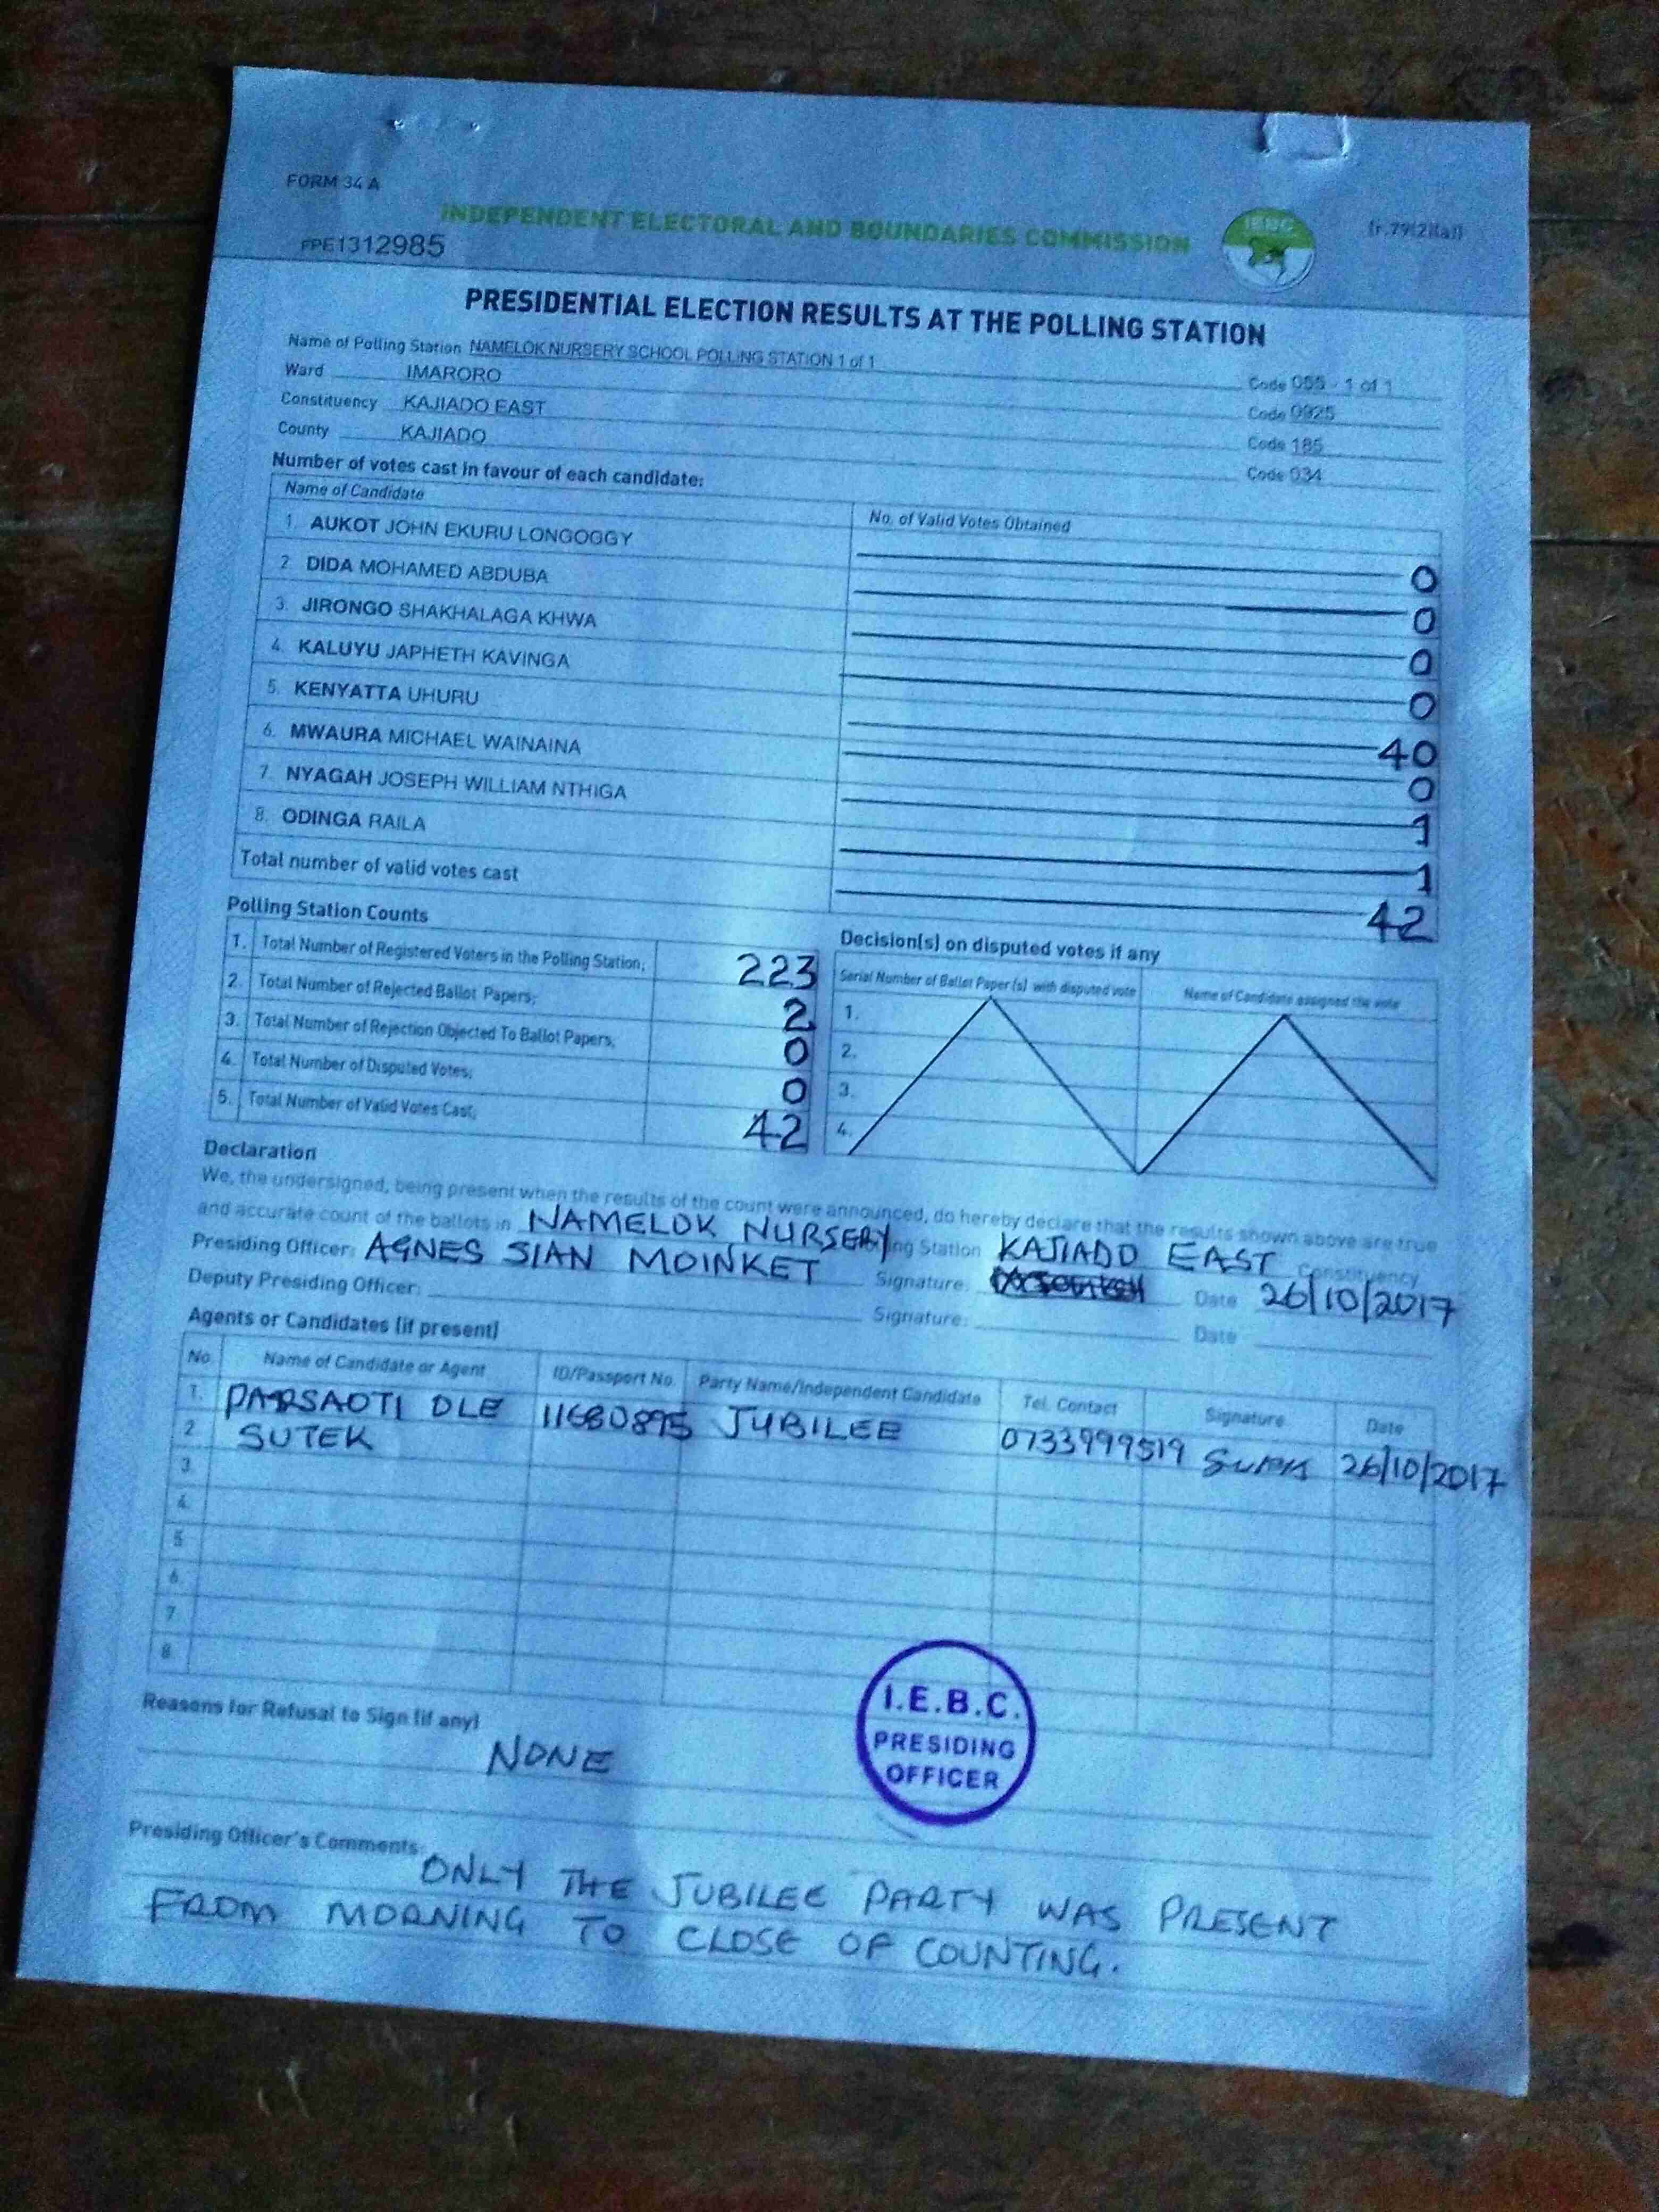 FORM 34 A
INDEPENDENT ELECTORAL AND BOUNDARIES COMMISSION
IEBC
(r.79(2)(a))
FPE1312985
PRESIDENTIAL ELECTION RESULTS AT THE POLLING STATION
Name of Polling Station NAMELOK NURSERY SCHOOL POLLING STATION 1 of 1 Code 055 - 1 of 1
Ward IMARORO Code 0925
Constituency KAJIADO EAST Code 185
County KAJIADO Code 034
Number of votes cast in favour of each candidate:
Name of Candidate No. of Valid Votes Obtained
1. AUKOT JOHN EKURU LONGOGGY 0
2. DIDA MOHAMED ABDUBA 0
3. JIRONGO SHAKHALAGA KHWA 0
4. KALUYU JAPHETH KAVINGA 0
5. KENYATTA UHURU 40
6. MWAURA MICHAEL WAINAINA 0
7. NYAGAH JOSEPH WILLIAM NTHIGA 1
8. ODINGA RAILA 1
Total number of valid votes cast 42
Polling Station Counts
1. Total Number of Registered Voters in the Polling Station; 223
2. Total Number of Rejected Ballot Papers; 2
3. Total Number of Rejection Objected To Ballot Papers; 0
4. Total Number of Disputed Votes; 0
5. Total Number of Valid Votes Cast; 42
Decision(s) on disputed votes if any
Serial Number of Ballot Paper(s) with disputed vote Name of Candidate assigned the vote
1.
2.
3.
4.
Declaration
We, the undersigned, being present when the results of the count were announced, do hereby declare that the results shown above are true
and accurate count of the ballots in NAMELOK NURSERY Polling Station KAJIADO EAST Constituency
Presiding Officer: AGNES SIAN MOINKET Signature: Date 26/10/2017
Deputy Presiding Officer: Signature: Date
Agents or Candidates (if present)
No. Name of Candidate or Agent ID/Passport No. Party Name/Independent Candidate Tel. Contact Signature Date
1. PARSAOTI OLE 11680895 JUBILEE 0733999519 26/10/2017
2. SUTEK
3.
4.
5.
6.
7.
8.
I.E.B.C.
PRESIDING
OFFICER
Reasons for Refusal to Sign (if any)
NONE
Presiding Officer's Comments
ONLY THE JUBILEE PARTY WAS PRESENT
FROM MORNING TO CLOSE OF COUNTING.